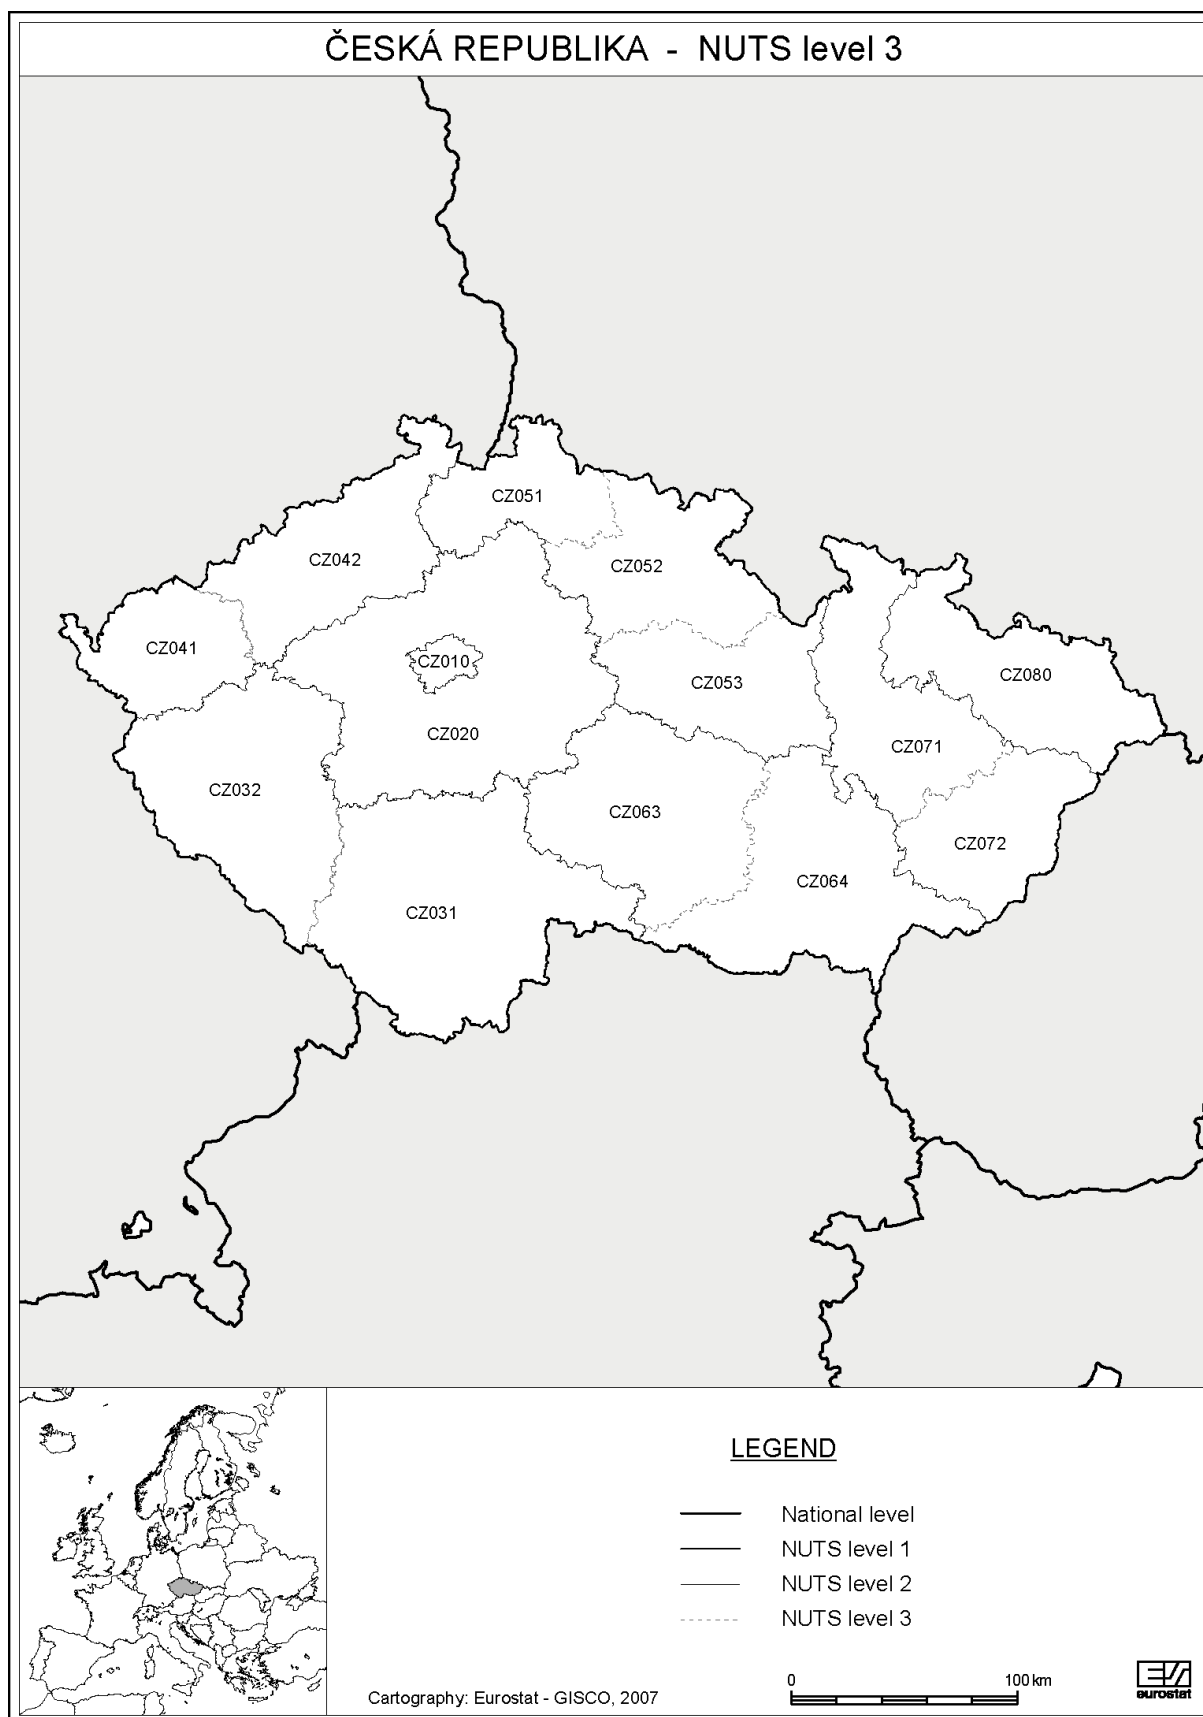 ČESKÁ REPUBLIKA - NUTS level 3
CZ051
CZ042
CZ052
CZ041
CZ010
CZ053
CZ080
CZ020
CZ071
CZ032
CZ063
CZ072
CZ064
CZ031
LEGEND
National level
NUTS level 1
NUTS level 2
NUTS level 3
0 100 km
Cartography: Eurostat - GISCO, 2007
eurostat